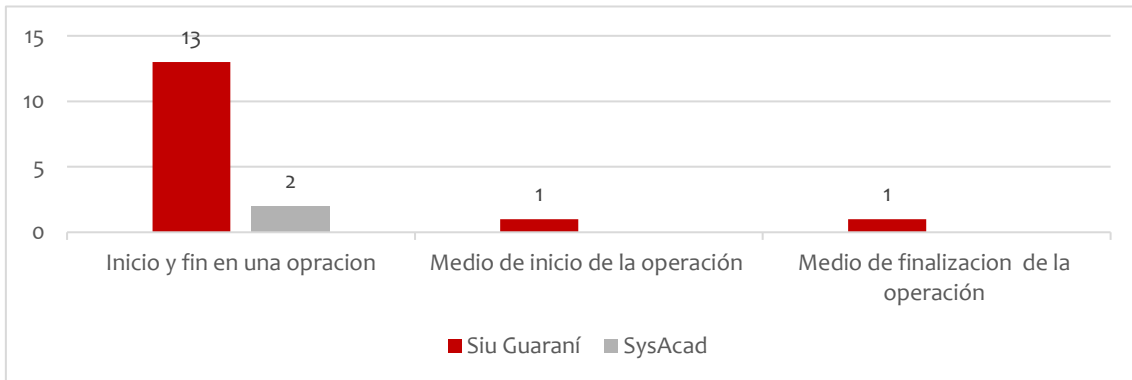 15
13
10
5
2
1
1
0
Inicio y fin en una opracion
Medio de inicio de la operación
Medio de finalizacion de la
operación
Siu Guaraní
SysAcad